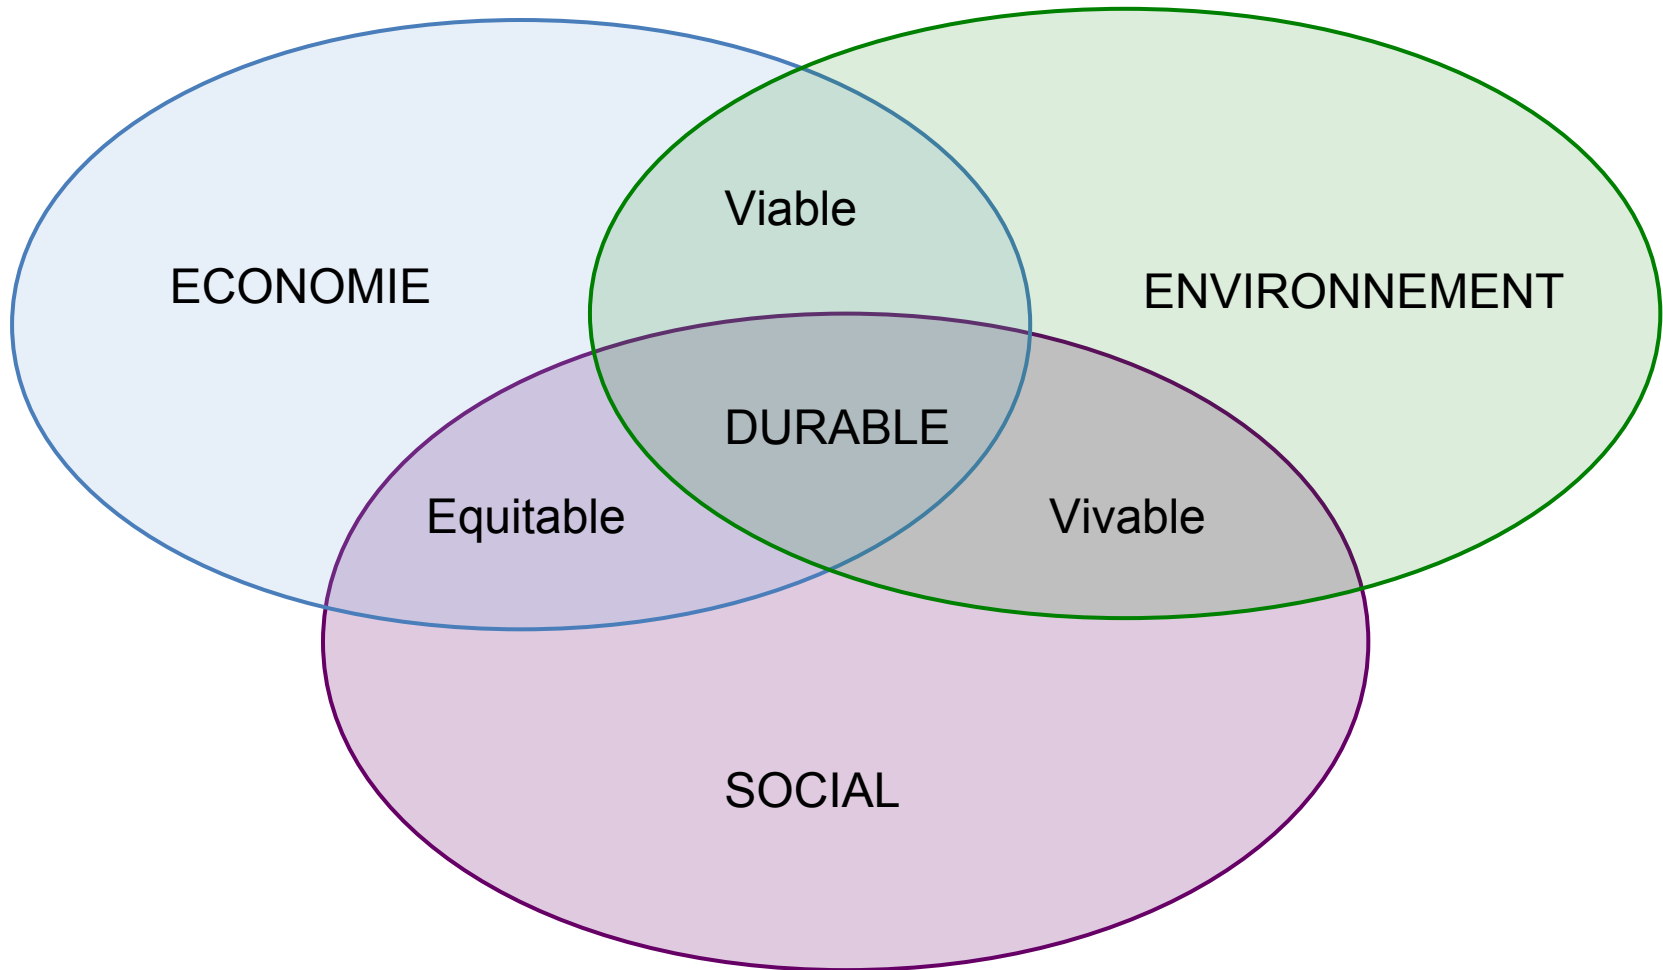 Viable
ECONOMIE
ENVIRONNEMENT
DURABLE
Equitable
Vivable
SOCIAL